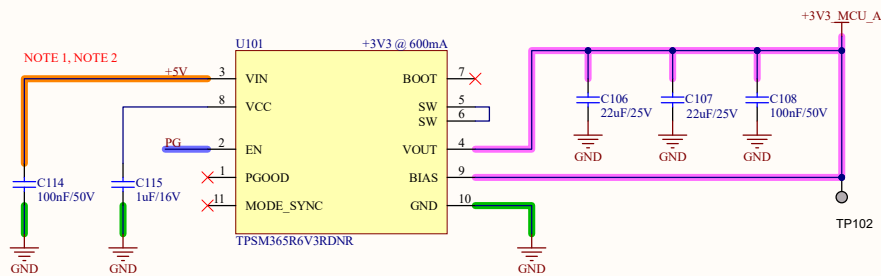 +3V3_MCU_A
U101
+3V3 @ 600mA
NOTE 1, NOTE 2
+5V
3
VIN
BOOT
7
8
VCC
SW
5
SW
6
C106
22uF/25V
C107
22uF/25V
C108
100nF/50V
PG
2
EN
VOUT
4
GND
GND
GND
1
PGOOD
BIAS
9
C114
100nF/50V
C115
1uF/16V
11
MODE_SYNC
GND
10
TP102
TPSM365R6V3RDNR
GND
GND
GND